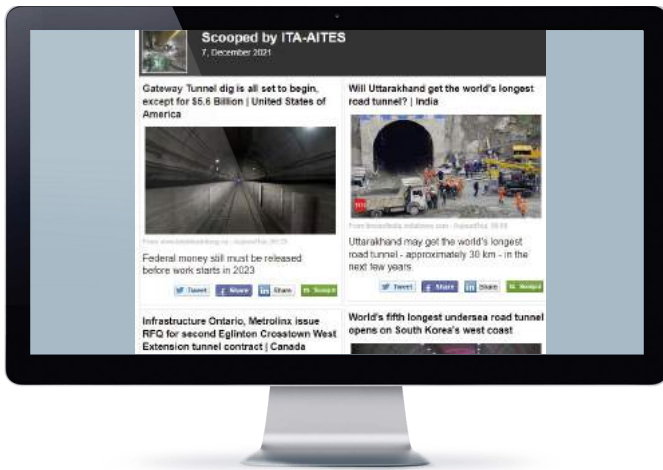 Scooped by ITA-AITES
7, December 2021
Gateway Tunnel dig is all set to begin,
except for $5.6 Billion | United States of
America
Federal money still must be released
before work starts in 2023
Tweet
Share
Share
Scoop.it
Infrastructure Ontario, Metrolinx issue
RFQ for second Eglinton Crosstown West
Extension tunnel contract | Canada
Will Uttarakhand get the world's longest
road tunnel? | India
Uttarakhand may get the world's longest
road tunnel - approximately 30 km - in the
next few years.
Tweet
Share
Share
Scoop.it
World's fifth longest undersea road tunnel
opens on South Korea's west coast